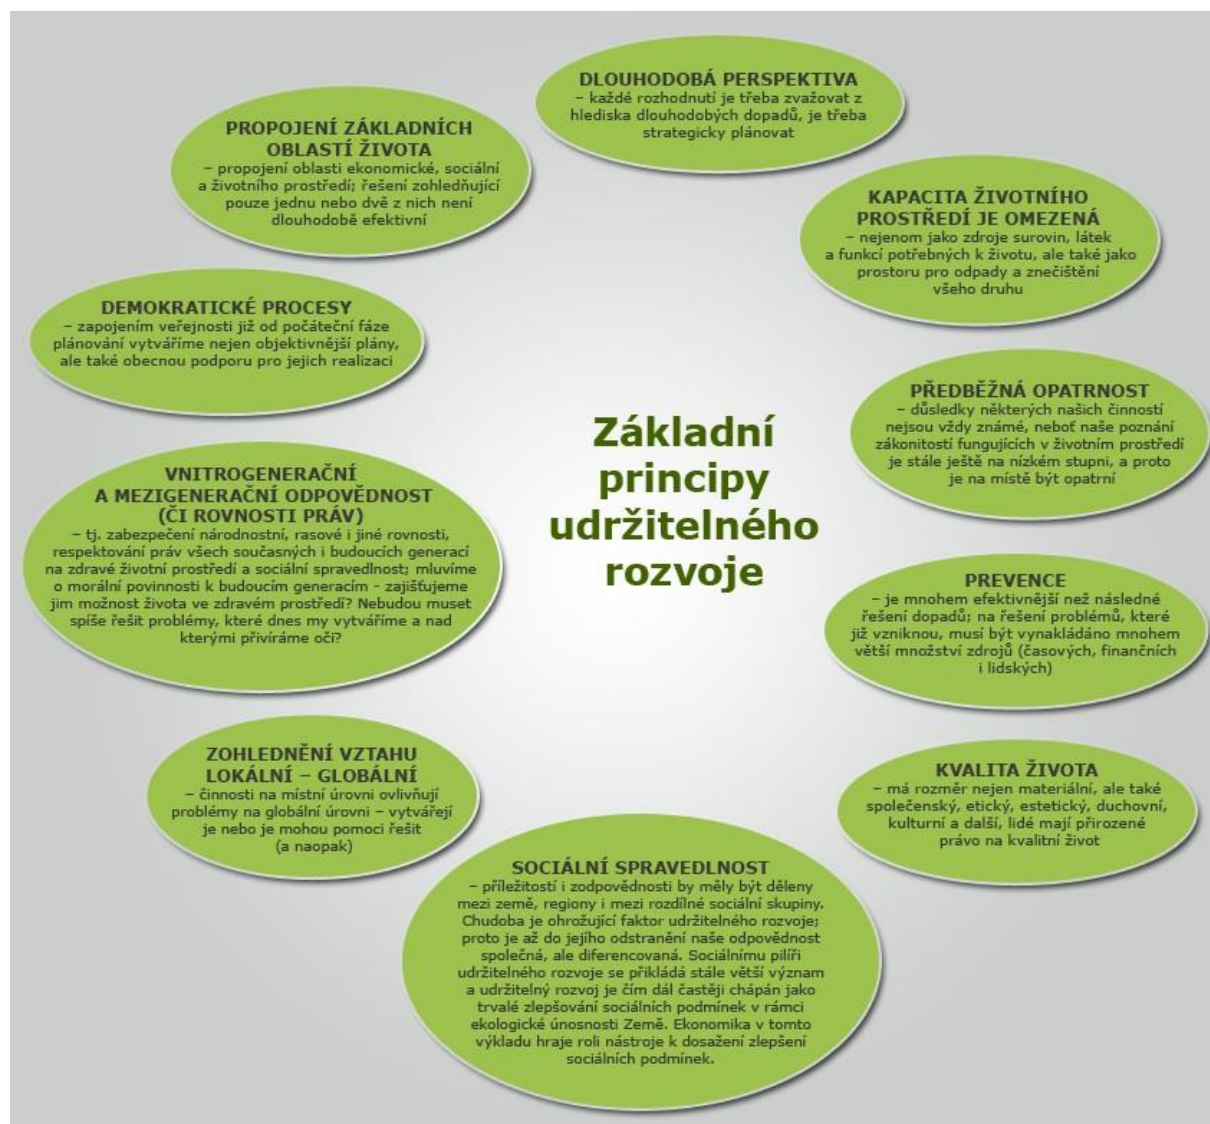 DLOUHODOBÁ PERSPEKTIVA
– každé rozhodnutí je třeba zvažovat z
hlediska dlouhodobých dopadů, je třeba
strategicky plánovat
PROPOJENÍ ZÁKLADNÍCH
OBLASTÍ ŽIVOTA
– propojení oblasti ekonomické, sociální
a životního prostředí; řešení zohledňující
pouze jednu nebo dvě z nich není
dlouhodobě efektivní
KAPACITA ŽIVOTNÍHO
PROSTŘEDÍ JE OMEZENÁ
– nejenom jako zdroje surovin, látek
a funkcí potřebných k životu, ale také jako
prostoru pro odpady a znečištění
všeho druhu
DEMOKRATICKÉ PROCESY
– zapojením veřejnosti již od počáteční fáze
plánování vytváříme nejen objektivnější plány,
ale také obecnou podporu pro jejich realizaci
PŘEDBĚŽNÁ OPATRNOST
– důsledky některých našich činností
nejsou vždy známé, neboť naše poznání
zákonitostí fungujících v životním prostředí
je stále ještě na nízkém stupni, a proto
je na místě být opatrní
Základní
principy
udržitelného
rozvoje
VNITROGENERAČNÍ
A MEZIGENERAČNÍ ODPOVĚDNOST
(ČI ROVNOSTI PRÁV)
– tj. zabezpečení národnostní, rasové i jiné rovnosti,
respektování práv všech současných i budoucích generací
na zdravé životní prostředí a sociální spravedlnost; mluvíme
o morální povinnosti k budoucím generacím - zajišťujeme
jim možnost života ve zdravém prostředí? Nebudou muset
spíše řešit problémy, které dnes my vytváříme a nad
kterými přivíráme oči?
PREVENCE
– je mnohem efektivnější než následné
řešení dopadů; na řešení problémů, které
již vzniknou, musí být vynakládáno mnohem
větší množství zdrojů (časových, finančních
i lidských)
ZOHLEDNĚNÍ VZTAHU
LOKÁLNÍ – GLOBÁLNÍ
– činnosti na místní úrovni ovlivňují
problémy na globální úrovni – vytvářejí
je nebo je mohou pomoci řešit
(a naopak)
KVALITA ŽIVOTA
– má rozměr nejen materiální, ale také
společenský, etický, estetický, duchovní,
kulturní a další, lidé mají přirozené
právo na kvalitní život
SOCIÁLNÍ SPRAVEDLNOST
– příležitostí i zodpovědnosti by měly být děleny
mezi země, regiony i mezi rozdílné sociální skupiny.
Chudoba je ohrožující faktor udržitelného rozvoje;
proto je až do jejího odstranění naše odpovědnost
společná, ale diferencovaná. Sociálnímu pilíři
udržitelného rozvoje se přikládá stále větší význam
a udržitelný rozvoj je čím dál častěji chápán jako
trvalé zlepšování sociálních podmínek v rámci
ekologické únosnosti Země. Ekonomika v tomto
výkladu hraje roli nástroje k dosažení zlepšení
sociálních podmínek.